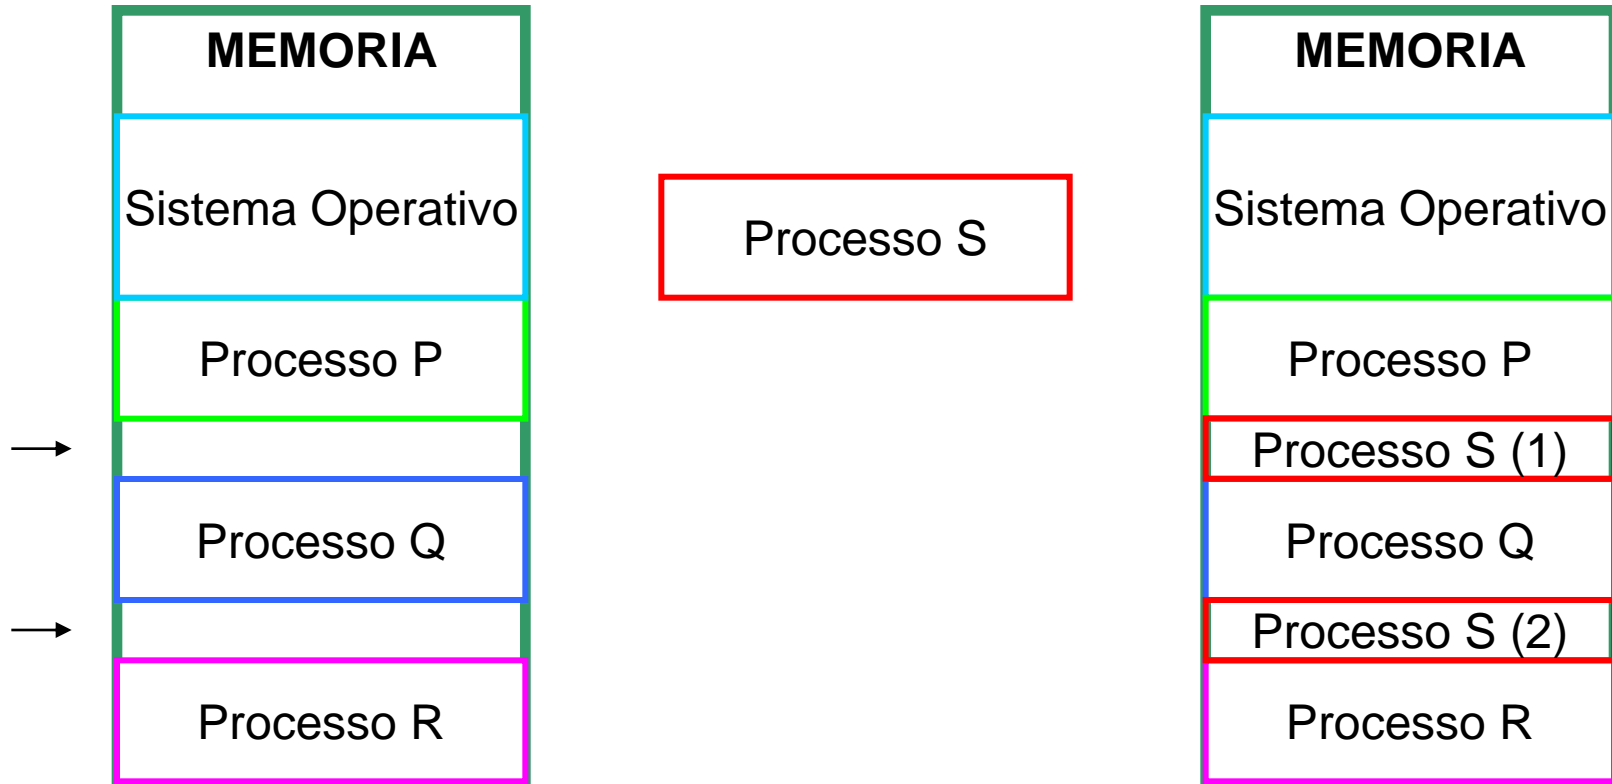 MEMORIA
Sistema Operativo
Processo P
Processo Q
Processo R
Processo S
MEMORIA
Sistema Operativo
Processo P
Processo S (1)
Processo Q
Processo S (2)
Processo R